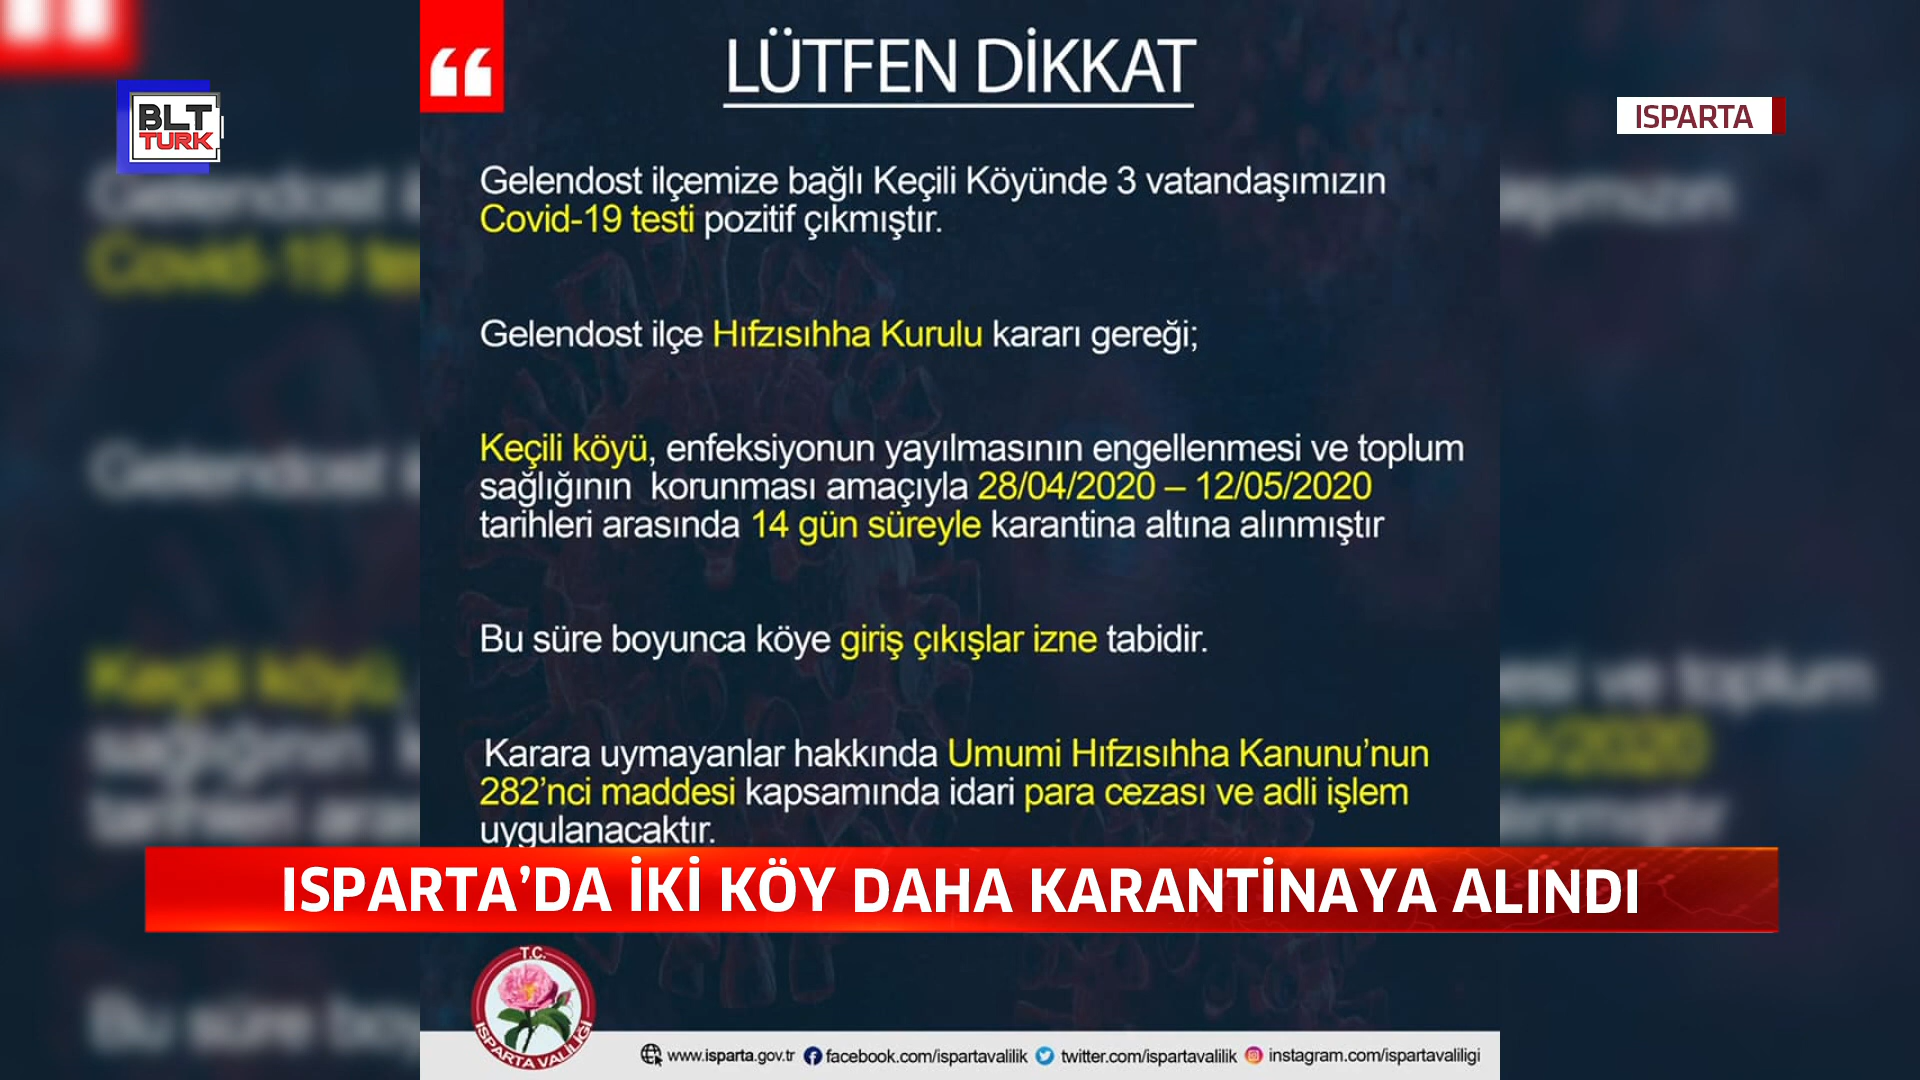 LÜTFEN DİKKAT
BLT
TURK
ISPARTA
Gelendost ilçemize bağlı Keçili Köyünde 3 vatandaşımızın
Covid-19 testi pozitif çıkmıştır.
Gelendost ilçe Hıfzısıhha Kurulu kararı gereği;
Keçili köyü, enfeksiyonun yayılmasının engellenmesi ve toplum
sağlığının korunması amaçıyla 28/04/2020 – 12/05/2020
tarihleri arasında 14 gün süreyle karantina altına alınmıştır
Bu süre boyunca köye giriş çıkışlar izne tabidir.
Karara uymayanlar hakkında Umumi Hıfzısıhha Kanunu’nun
282’nci maddesi kapsamında idari para cezası ve adli işlem
uygulanacaktır.
ISPARTA’DA İKİ KÖY DAHA KARANTİNAYA ALINDI
T.C.
ISPARTA VALİLİĞİ
www.isparta.gov.tr facebook.com/ispartavalilik twitter.com/ispartavalilik instagram.com/ispartavaliligi